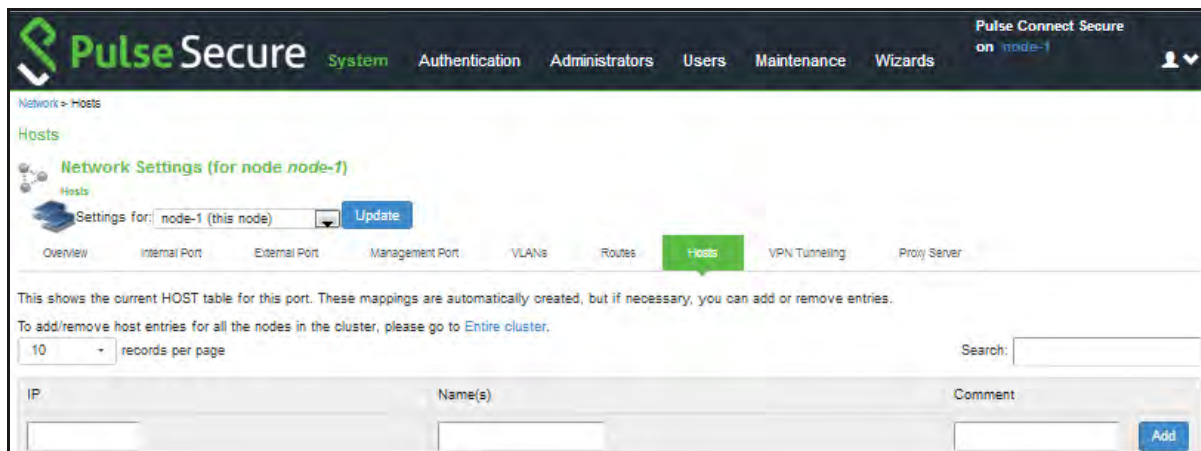 Pulse Secure
System Authentication Administrators Users Maintenance Wizards
Pulse Connect Secure
on node-1
Network > Hosts
Hosts
Network Settings (for node node-1)
Hosts
Settings for: node-1 (this node) Update
Overview Internal Port External Port Management Port VLANs Routes Hosts VPN Tunneling Proxy Server
This shows the current HOST table for this port. These mappings are automatically created, but if necessary, you can add or remove entries.
To add/remove host entries for all the nodes in the cluster, please go to Entire cluster.
10 records per page Search:
IP Name(s) Comment
Add